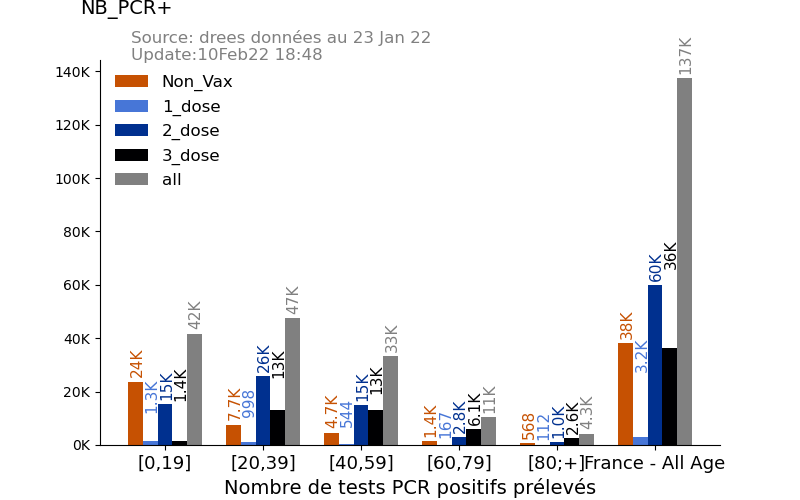 NB_PCR+
Source: drees données au 23 Jan 22
Update:10Feb22 18:48
Non_Vax
1_dose
2_dose
3_dose
all
140K
120K
100K
80K
60K
40K
20K
0K
24K
1.3K
15K
1.4K
42K
7.7K
998
26K
13K
47K
4.7K
544
15K
13K
33K
1.4K
167
2.8K
6.1K
11K
568
112
1.0K
2.6K
4.3K
38K
3.2K
60K
36K
137K
[0,19]
[20,39]
[40,59]
[60,79]
[80;+]
France - All Age
Nombre de tests PCR positifs prélevés